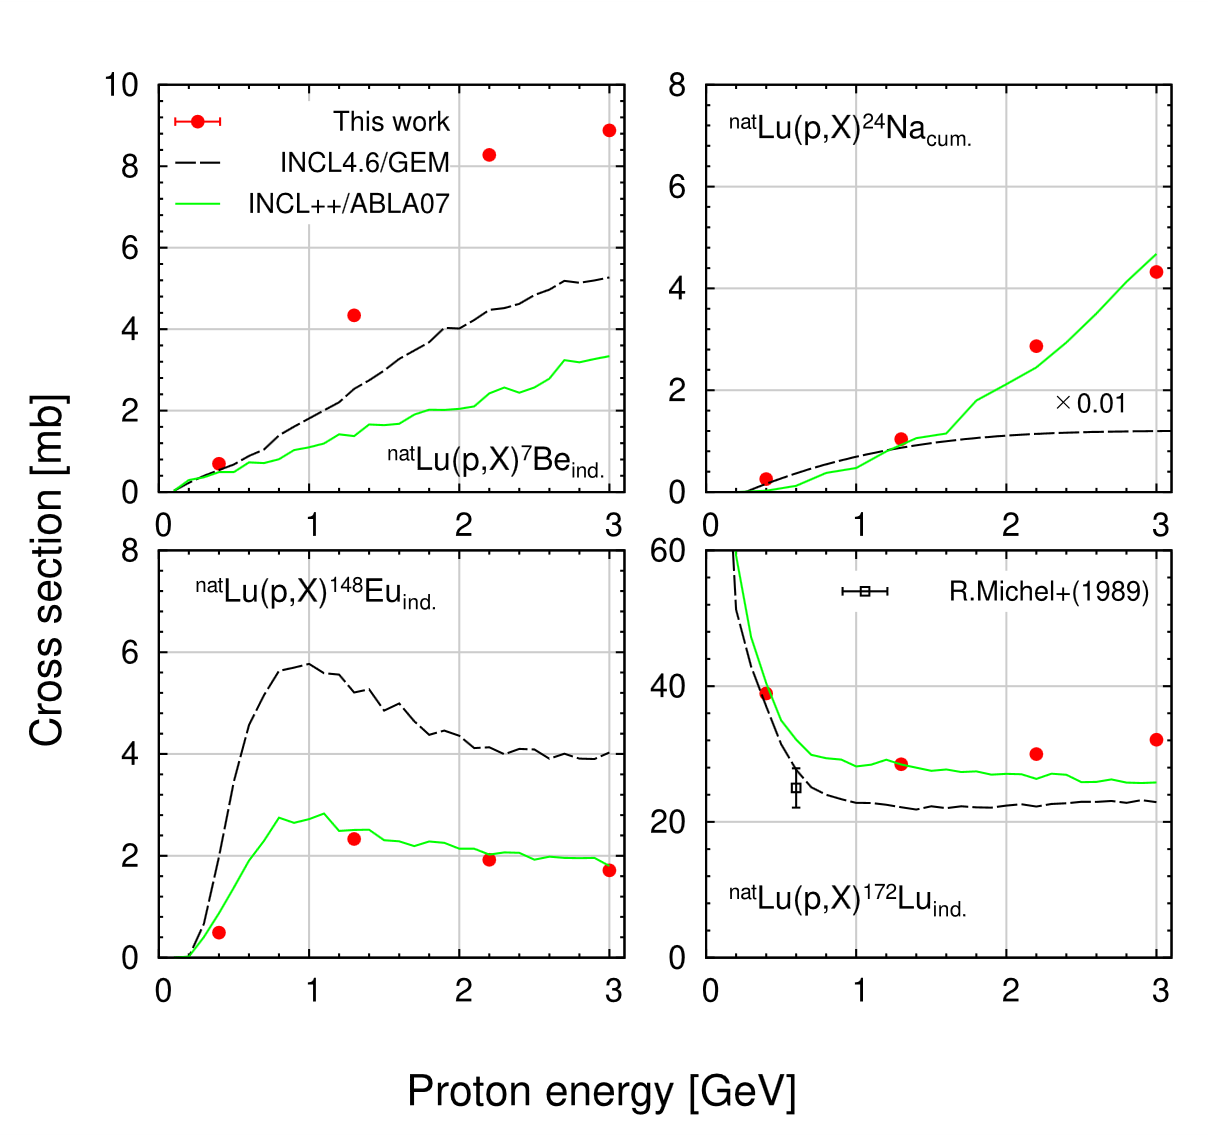 Cross section [mb]
10
8
6
4
2
0
0 1 2 3
This work
INCL4.6/GEM
INCL++/ABLA07
natLu(p,X)7Beind.
8
6
4
2
0
0 1 2 3
natLu(p,X)24Nacum.
×0.01
8
6
4
2
0
0 1 2 3
natLu(p,X)148Euind.
60
40
20
0
0 1 2 3
R.Michel+(1989)
natLu(p,X)172Luind.
Proton energy [GeV]